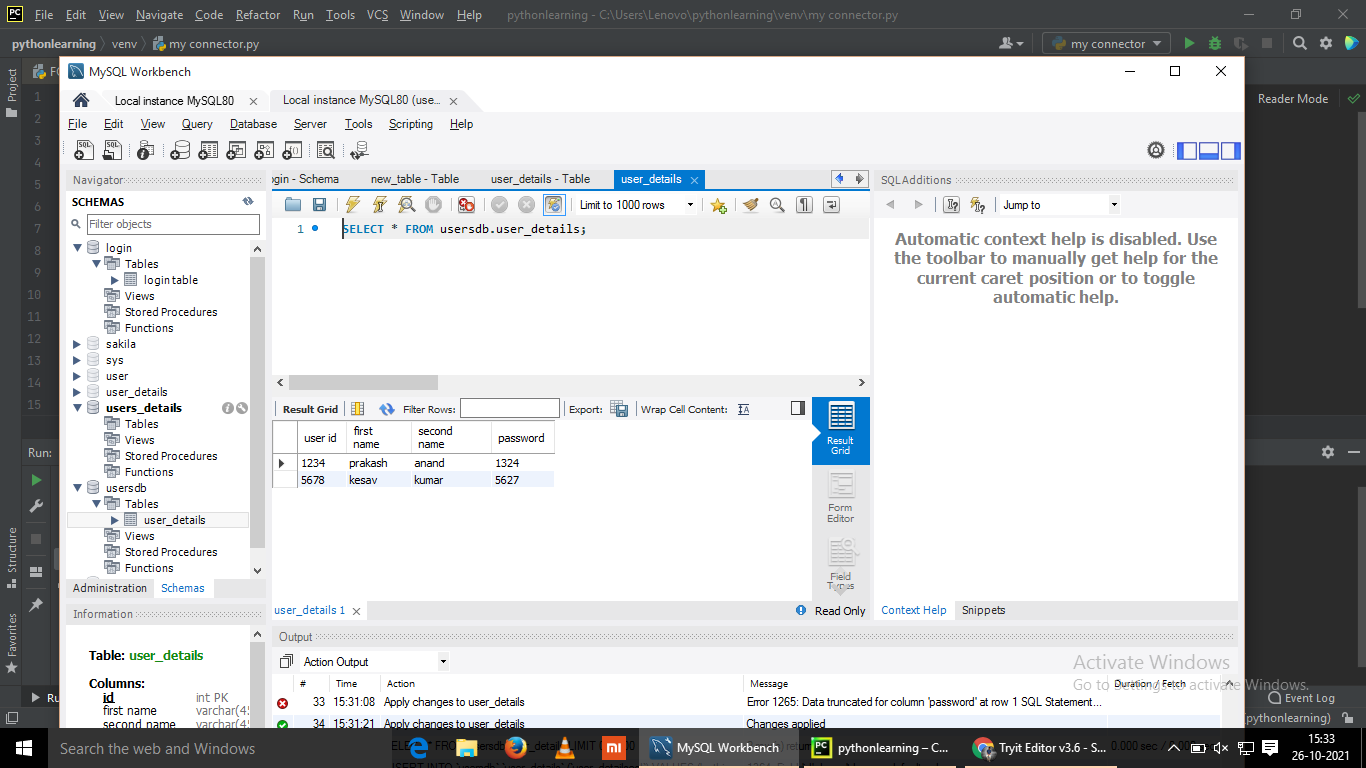 File Edit View Navigate Code Refactor Run Tools VCS Window Help pythonlearning - C:\Users\Lenovo\pythonlearning\venv\my connector.py
pythonlearning venv my connector.py my connector
Project
MySQL Workbench
1
2
3
4
5
6
7
8
9
10
11
12
13
14
15
Reader Mode
Local instance MySQL80 Local instance MySQL80 (use...
File Edit View Query Database Server Tools Scripting Help
Navigator
SCHEMAS
Filter objects
login
Tables
login table
Views
Stored Procedures
Functions
sakila
sys
user
user_details
users_details
Tables
Views
Stored Procedures
Functions
usersdb
Tables
user_details
Views
Stored Procedures
Functions
Administration Schemas
Information
Table: user_details
Columns:
id int PK
first name
second name
ogin - Schema new_table - Table user_details - Table user_details
Limit to 1000 rows
1 SELECT * FROM usersdb.user_details;
Result Grid Filter Rows: Export: Wrap Cell Content:
user id first name second name password
1234 prakash anand 1324
5678 kesav kumar 5627
Result Grid
Form Editor
Field Types
user_details 1 Read Only
SQLAdditions
Jump to
Automatic context help is disabled. Use
the toolbar to manually get help for the
current caret position or to toggle
automatic help.
Context Help Snippets
Output
Action Output
# Time Action Message Duration / Fetch
33 15:31:08 Apply changes to user_details Error 1265: Data truncated for column 'password' at row 1 SQL Statement...
34 15:31:21 Apply changes to user_details Changes applied
Activate Windows
Go to Settings to activate Windows.
Run:
Structure
Favorites
Event Log
pythonlearning)
Search the web and Windows
mi
MySQL Workbench
pythonlearning – C...
Tryit Editor v3.6 - S...
15:33
26-10-2021